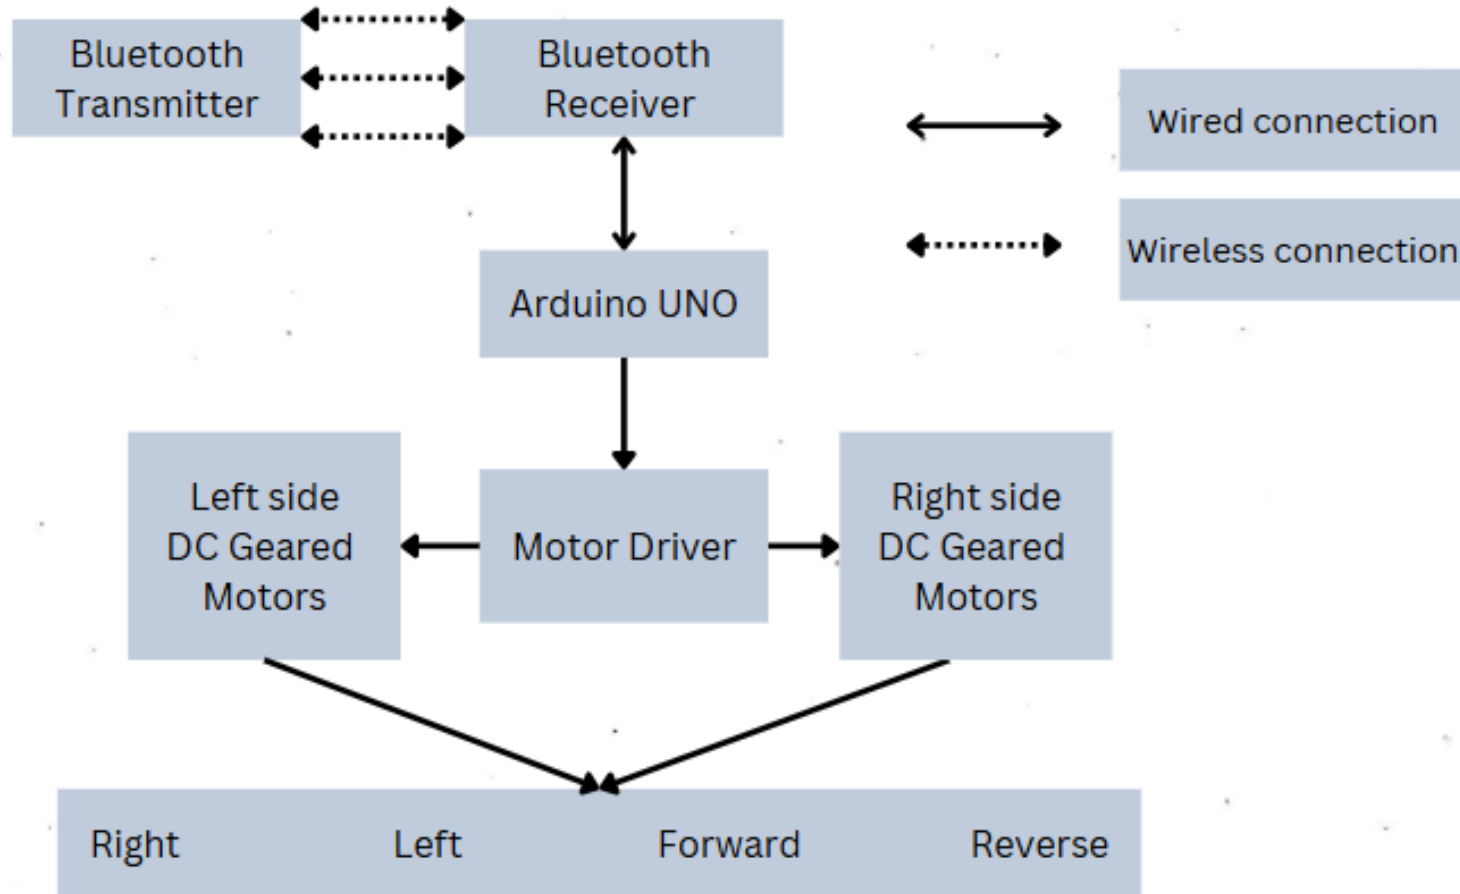 Bluetooth
Transmitter
Bluetooth
Receiver
Wired connection
Wireless connection
Arduino UNO
Left side
DC Geared
Motors
Motor Driver
Right side
DC Geared
Motors
Right Left Forward Reverse